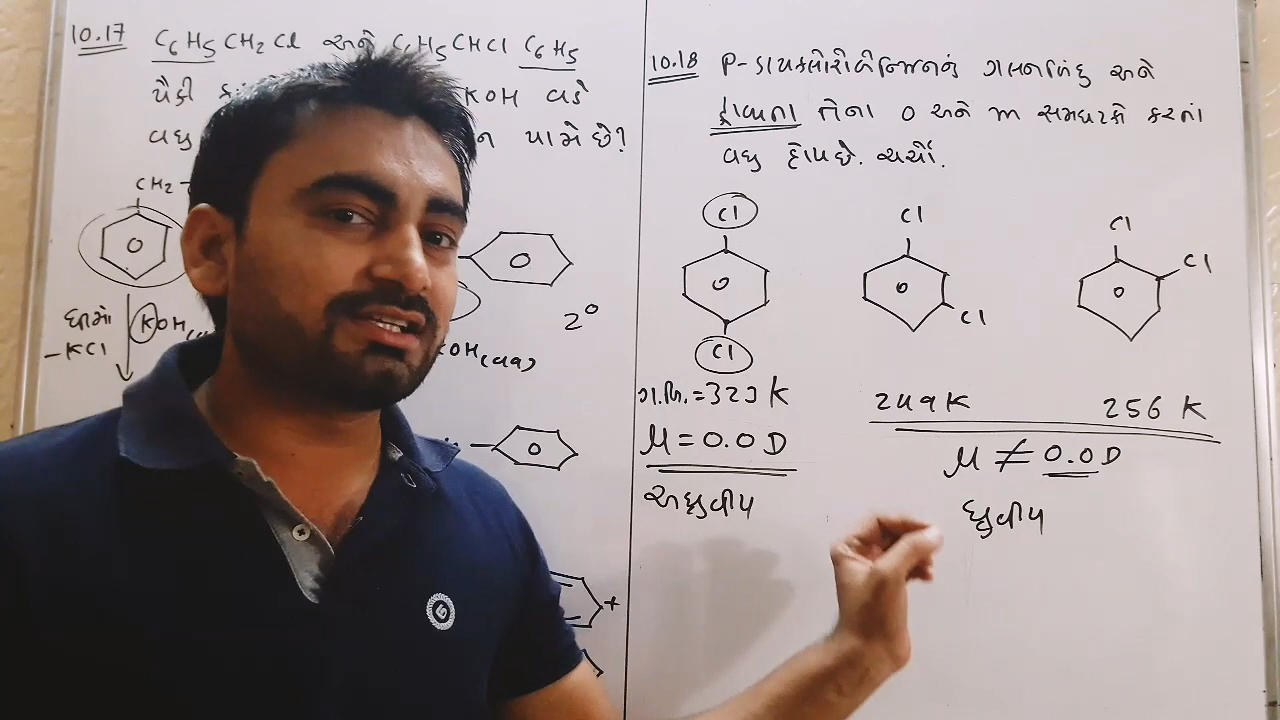 10.17 C6H5CH2Cl અને C6H5CHCl C6H5
પૈકી KOH વડે
વધુ ન પામે છે?
CH2
2°
ધામાં KOH
-KCl
KOH(aq)
+
10.18 P-ડાયક્લોરોબેન્ઝિનનું ગલનબિંદુ અને
દ્રાવ્યતા તેના o અને m સમઘટકો કરતાં
વધુ હોય છે. ચર્ચો.
Cl Cl Cl
Cl Cl Cl
ગ.બિં.=323 K 249 K 256 K
μ = 0.0 D μ ≠ 0.0 D
અધ્રુવીય ધ્રુવીય